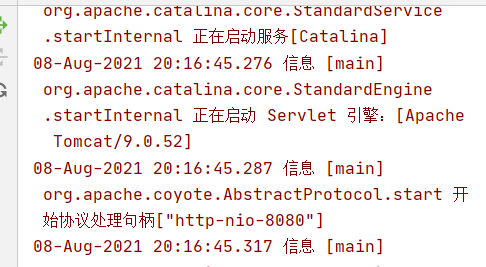 org.apache.catalina.core.StandardService
.startInternal 正在启动服务[Catalina]
08-Aug-2021 20:16:45.276 信息 [main]
org.apache.catalina.core.StandardEngine
.startInternal 正在启动 Servlet 引擎：[Apache
Tomcat/9.0.52]
08-Aug-2021 20:16:45.287 信息 [main]
org.apache.coyote.AbstractProtocol.start 开
始协议处理句柄["http-nio-8080"]
08-Aug-2021 20:16:45.317 信息 [main]